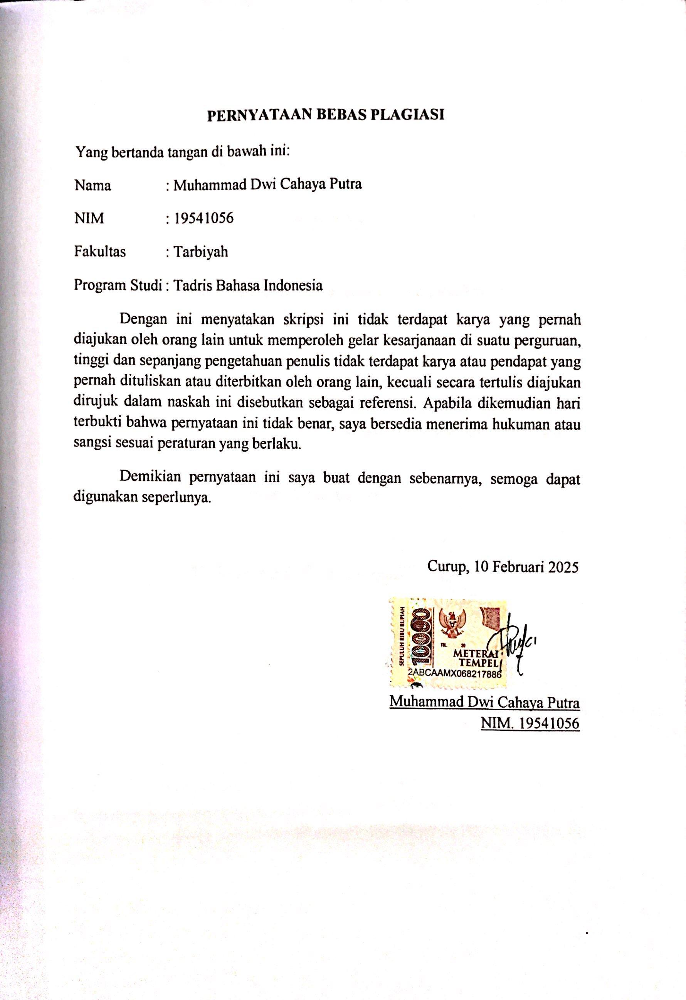 PERNYATAAN BEBAS PLAGIASI
Yang bertanda tangan di bawah ini:
Nama : Muhammad Dwi Cahaya Putra
NIM : 19541056
Fakultas : Tarbiyah
Program Studi : Tadris Bahasa Indonesia
Dengan ini menyatakan skripsi ini tidak terdapat karya yang pernah
diajukan oleh orang lain untuk memperoleh gelar kesarjanaan di suatu perguruan,
tinggi dan sepanjang pengetahuan penulis tidak terdapat karya atau pendapat yang
pernah dituliskan atau diterbitkan oleh orang lain, kecuali secara tertulis diajukan
dirujuk dalam naskah ini disebutkan sebagai referensi. Apabila dikemudian hari
terbukti bahwa pernyataan ini tidak benar, saya bersedia menerima hukuman atau
sangsi sesuai peraturan yang berlaku.
Demikian pernyataan ini saya buat dengan sebenarnya, semoga dapat
digunakan seperlunya.
Curup, 10 Februari 2025
SEPULUH RIBU RUPIAH
10000
TGL. 20
METERAI
TEMPEL
2ABCAAMX068217886
Muhammad Dwi Cahaya Putra
NIM. 19541056